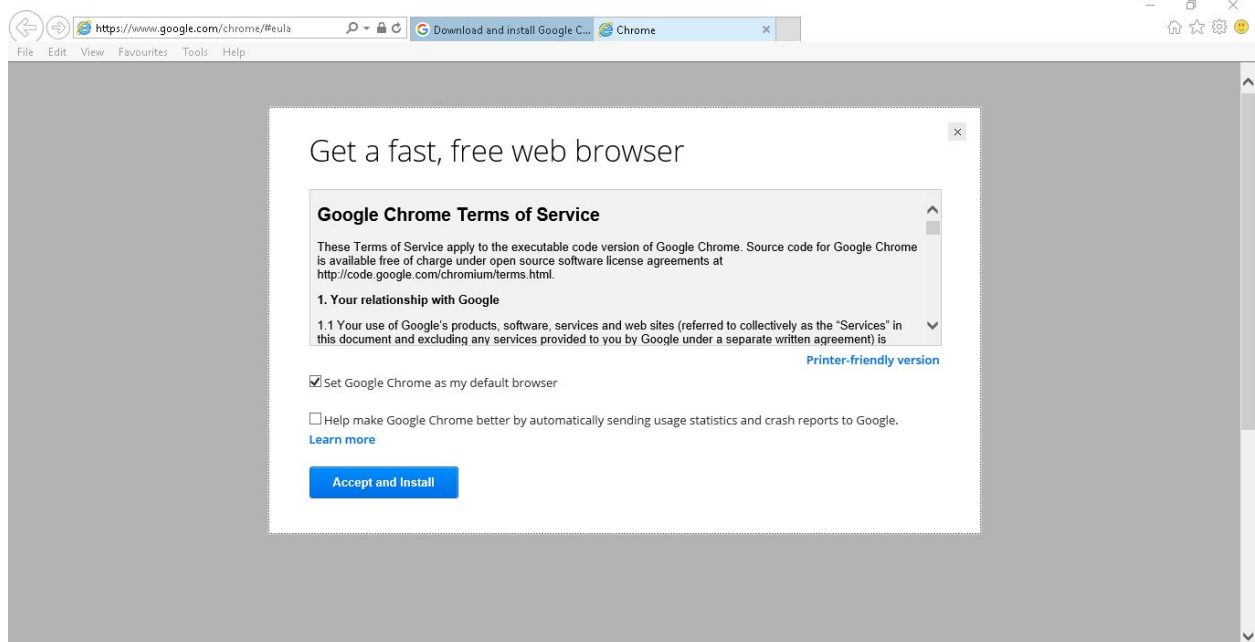 https://www.google.com/chrome/#eula
Download and install Google C...
Chrome
File Edit View Favourites Tools Help
Get a fast, free web browser
Google Chrome Terms of Service
These Terms of Service apply to the executable code version of Google Chrome. Source code for Google Chrome
is available free of charge under open source software license agreements at
http://code.google.com/chromium/terms.html.
1. Your relationship with Google
1.1 Your use of Google's products, software, services and web sites (referred to collectively as the “Services” in
this document and excluding any services provided to you by Google under a separate written agreement) is
Printer-friendly version
Set Google Chrome as my default browser
Help make Google Chrome better by automatically sending usage statistics and crash reports to Google.
Learn more
Accept and Install